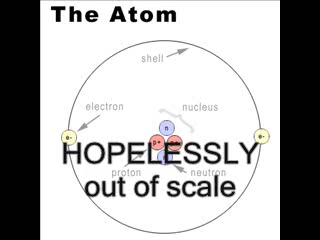 The Atom
shell
electron
nucleus
n
e-
p+
e-
HOPELESSLY
proton
neutron
out of scale